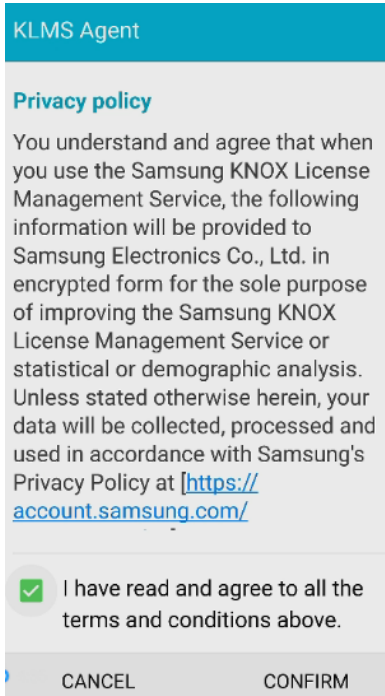 KLMS Agent
Privacy policy
You understand and agree that when
you use the Samsung KNOX License
Management Service, the following
information will be provided to
Samsung Electronics Co., Ltd. in
encrypted form for the sole purpose
of improving the Samsung KNOX
License Management Service or
statistical or demographic analysis.
Unless stated otherwise herein, your
data will be collected, processed and
used in accordance with Samsung's
Privacy Policy at [https://
account.samsung.com/
I have read and agree to all the
terms and conditions above.
CANCEL
CONFIRM